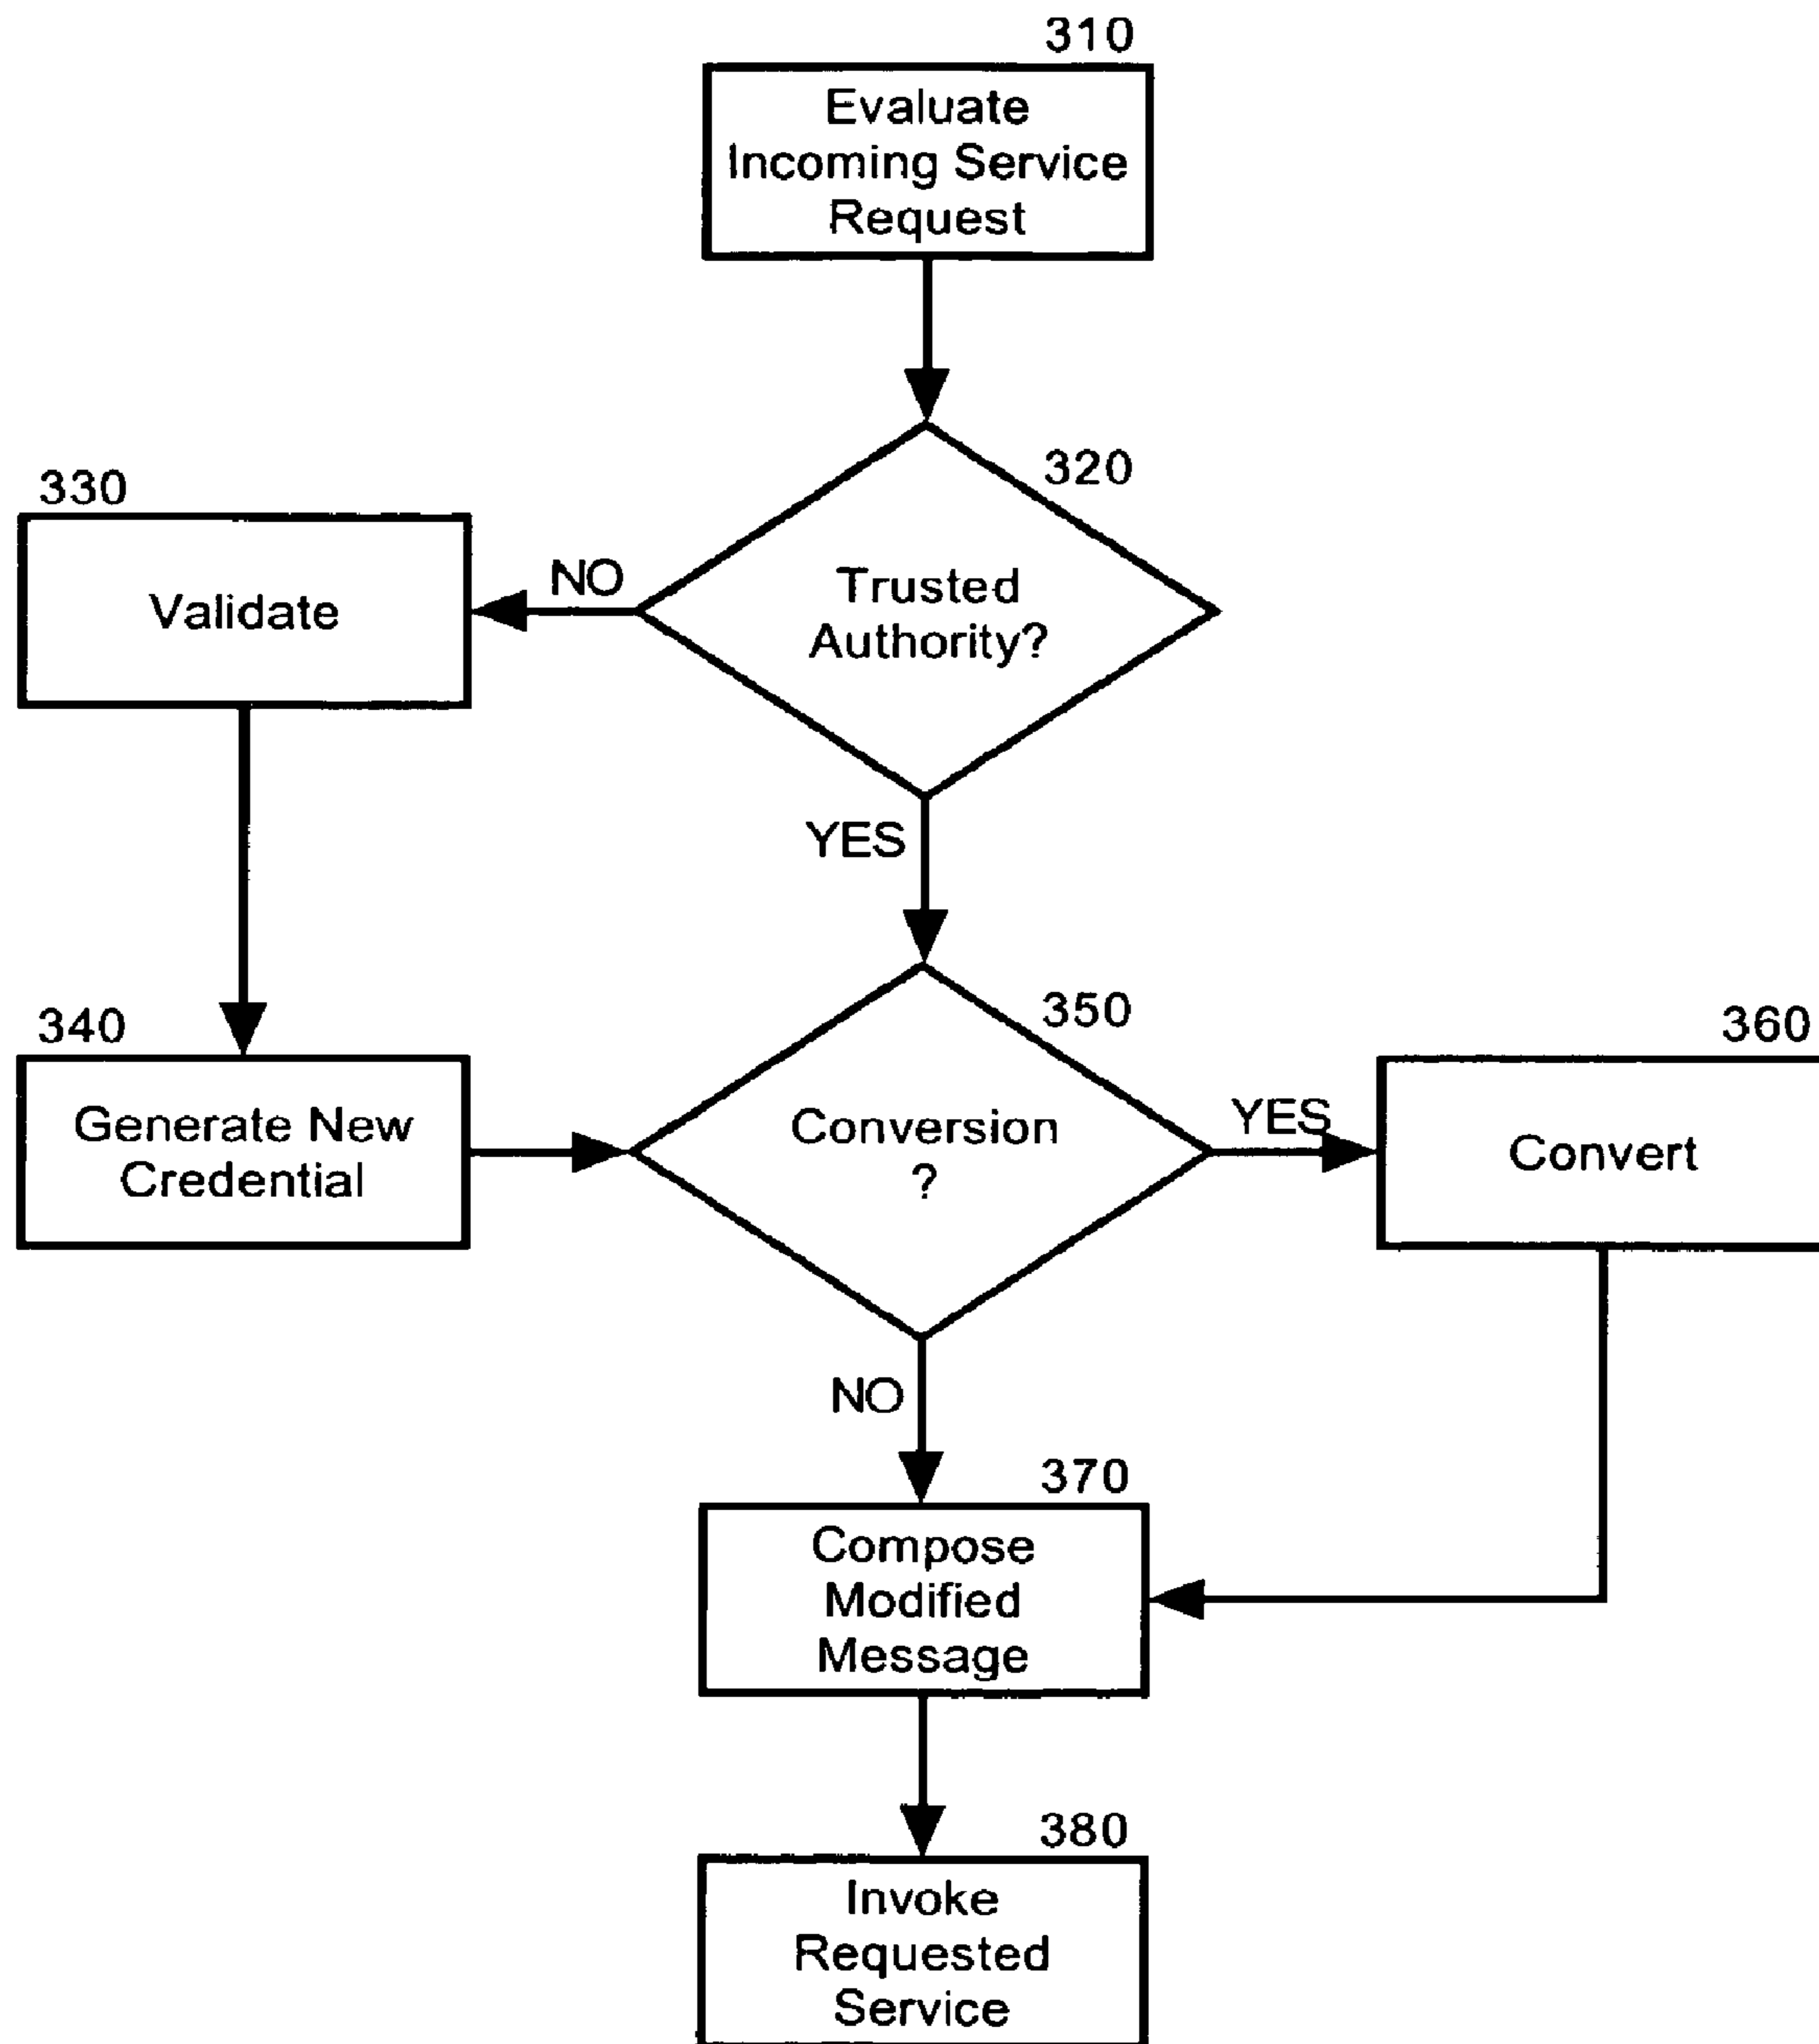 310
Evaluate
Incoming Service
Request
320
Trusted
Authority?
330
Validate
NO
YES
340
Generate New
Credential
350
Conversion
?
YES
360
Convert
NO
370
Compose
Modified
Message
380
Invoke
Requested
Service